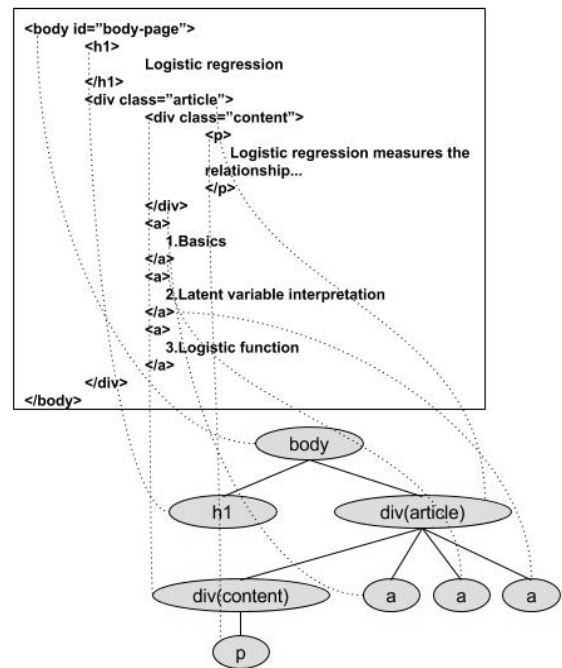 <body id=”body-page”>
<h1>
Logistic regression
</h1>
<div class=”article”>
<div class=”content”>
<p>
Logistic regression measures the
relationship...
</p>
</div>
<a>
1.Basics
</a>
<a>
2.Latent variable interpretation
</a>
<a>
3.Logistic function
</a>
</div>
</body>
body
h1 div(article)
div(content) a a a
p